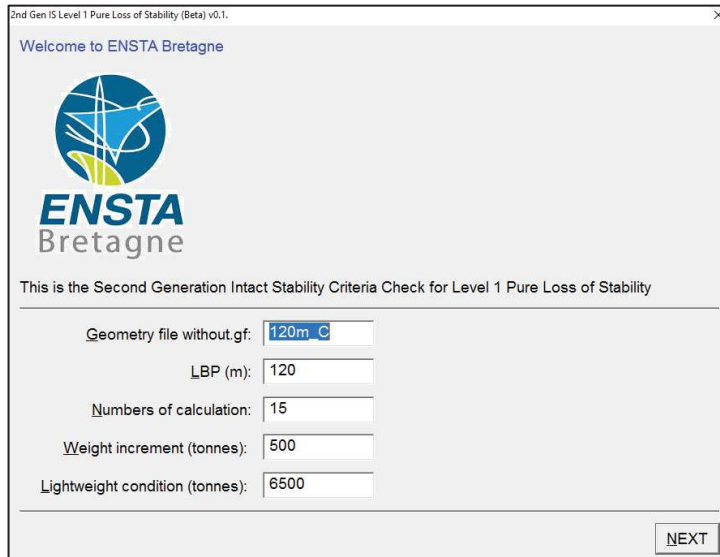 2nd Gen IS Level 1 Pure Loss of Stability (Beta) v0.1.
Welcome to ENSTA Bretagne
ENSTA
Bretagne
This is the Second Generation Intact Stability Criteria Check for Level 1 Pure Loss of Stability
Geometry file without.gf: 120m_C
LBP (m): 120
Numbers of calculation: 15
Weight increment (tonnes): 500
Lightweight condition (tonnes): 6500
NEXT